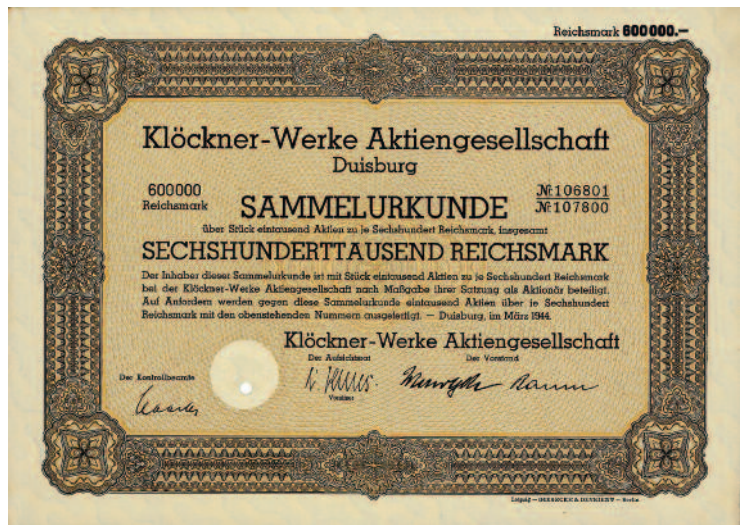 Reichsmark 600000.—
Klöckner-Werke Aktiengesellschaft
Duisburg
600000
Reichsmark
SAMMELURKUNDE
№ 106801
№ 107800
über Stück eintausend Aktien zu je Sechshundert Reichsmark, insgesamt
SECHSHUNDERTTAUSEND REICHSMARK
Der Inhaber dieser Sammelurkunde ist mit Stück eintausend Aktien zu je Sechshundert Reichsmark
bei der Klöckner-Werke Aktiengesellschaft nach Maßgabe ihrer Satzung als Aktionär beteiligt.
Auf Anfordern werden gegen diese Sammelurkunde eintausend Aktien über je Sechshundert
Reichsmark mit den obenstehenden Nummern ausgefertigt. — Duisburg, im März 1944.
Klöckner-Werke Aktiengesellschaft
Der Aufsichtsrat
Der Vorstand
Der Kontrollbeamte
Vorsitzer
Leipzig — GIESECKE & DEVRIENT — Berlin